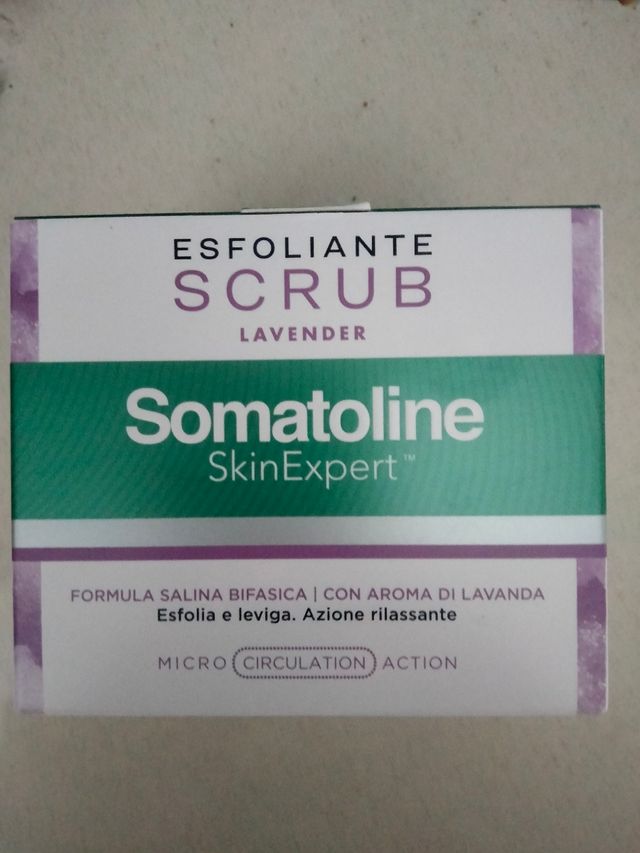 ESFOLIANTE
SCRUB
LAVENDER
Somatoline
SkinExpert™
FORMULA SALINA BIFASICA | CON AROMA DI LAVANDA
Esfolia e leviga. Azione rilassante
MICRO CIRCULATION ACTION